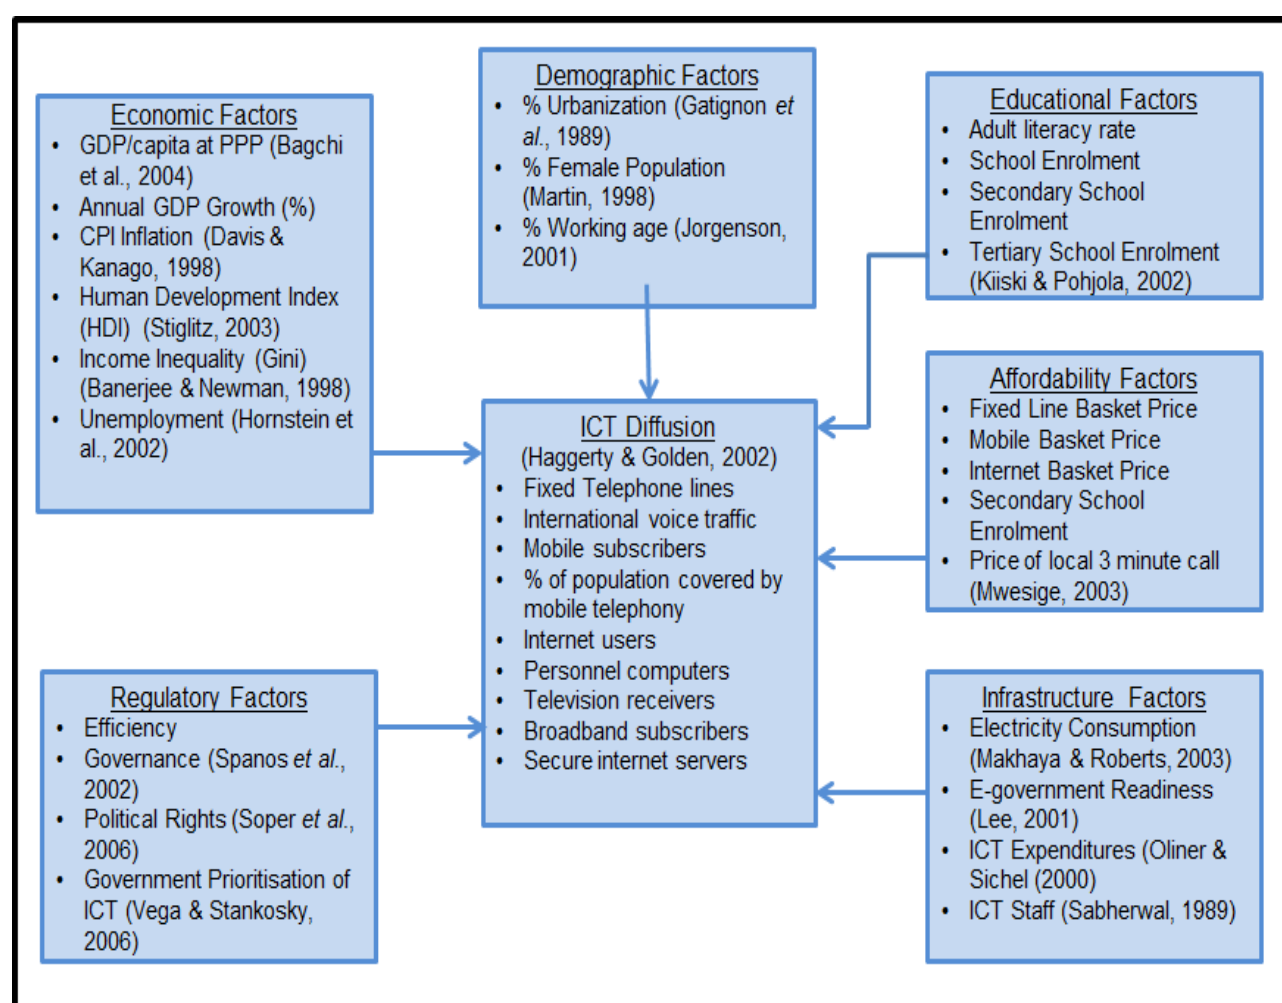 Economic Factors
• GDP/capita at PPP (Bagchi
et al., 2004)
• Annual GDP Growth (%)
• CPI Inflation (Davis &
Kanago, 1998)
• Human Development Index
(HDI) (Stiglitz, 2003)
• Income Inequality (Gini)
(Banerjee & Newman, 1998)
• Unemployment (Hornstein et
al., 2002)
Demographic Factors
• % Urbanization (Gatignon et
al., 1989)
• % Female Population
(Martin, 1998)
• % Working age (Jorgenson,
2001)
Educational Factors
• Adult literacy rate
• School Enrolment
• Secondary School
Enrolment
• Tertiary School Enrolment
(Kiiski & Pohjola, 2002)
ICT Diffusion
(Haggerty & Golden, 2002)
• Fixed Telephone lines
• International voice traffic
• Mobile subscribers
• % of population covered by
mobile telephony
• Internet users
• Personnel computers
• Television receivers
• Broadband subscribers
• Secure internet servers
Affordability Factors
• Fixed Line Basket Price
• Mobile Basket Price
• Internet Basket Price
• Secondary School
Enrolment
• Price of local 3 minute call
(Mwesige, 2003)
Regulatory Factors
• Efficiency
• Governance (Spanos et al.,
2002)
• Political Rights (Soper et al.,
2006)
• Government Prioritisation of
ICT (Vega & Stankosky,
2006)
Infrastructure Factors
• Electricity Consumption
(Makhaya & Roberts, 2003)
• E-government Readiness
(Lee, 2001)
• ICT Expenditures (Oliner &
Sichel (2000)
• ICT Staff (Sabherwal, 1989)